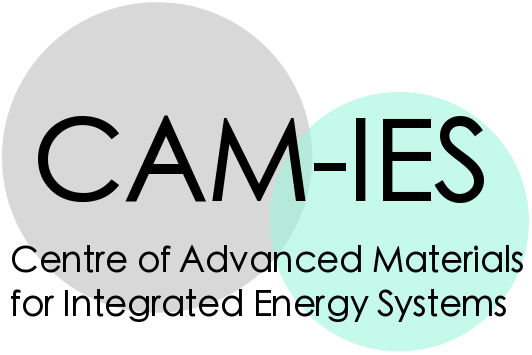 CAM-IES
Centre of Advanced Materials
for Integrated Energy Systems